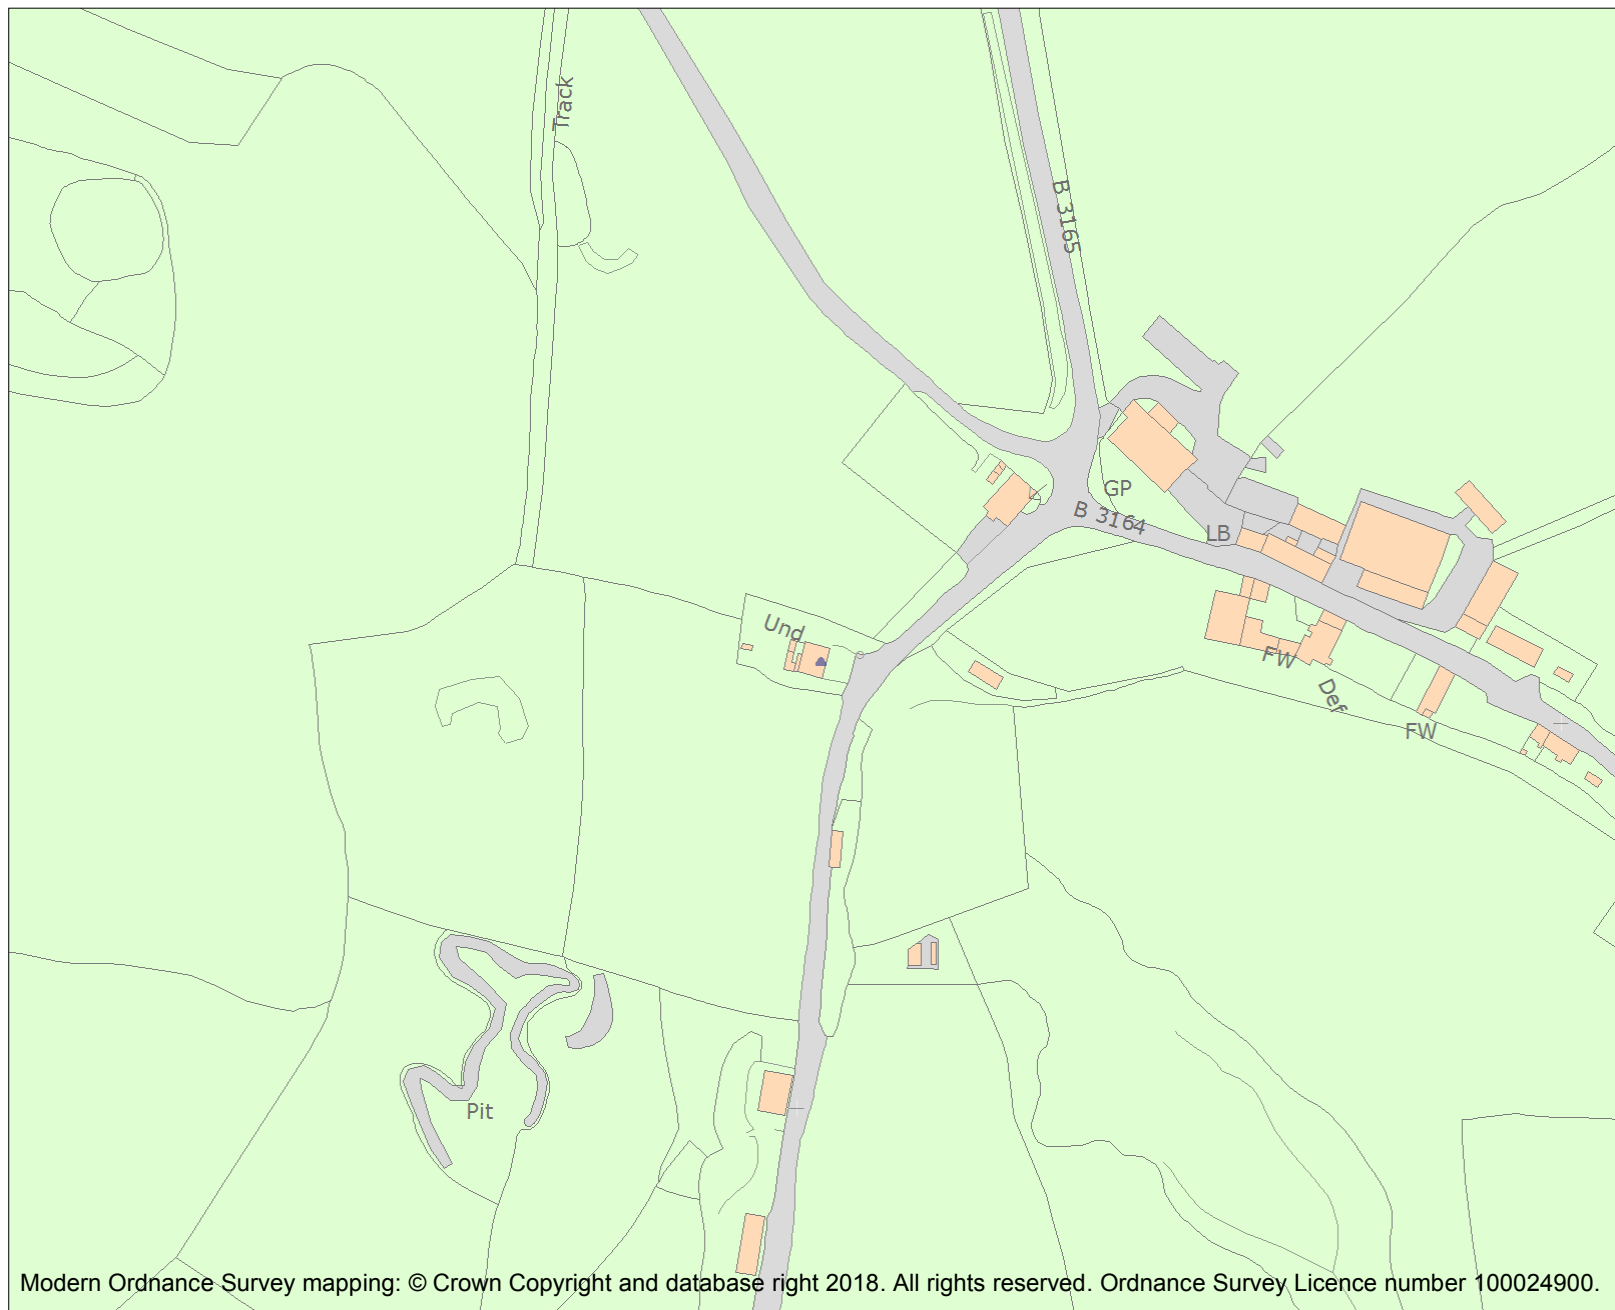 Track
B 3165
GP
B 3164
LB
Und
FW
Def
FW
Pit
Modern Ordnance Survey mapping: © Crown Copyright and database right 2018. All rights reserved. Ordnance Survey Licence number 100024900.